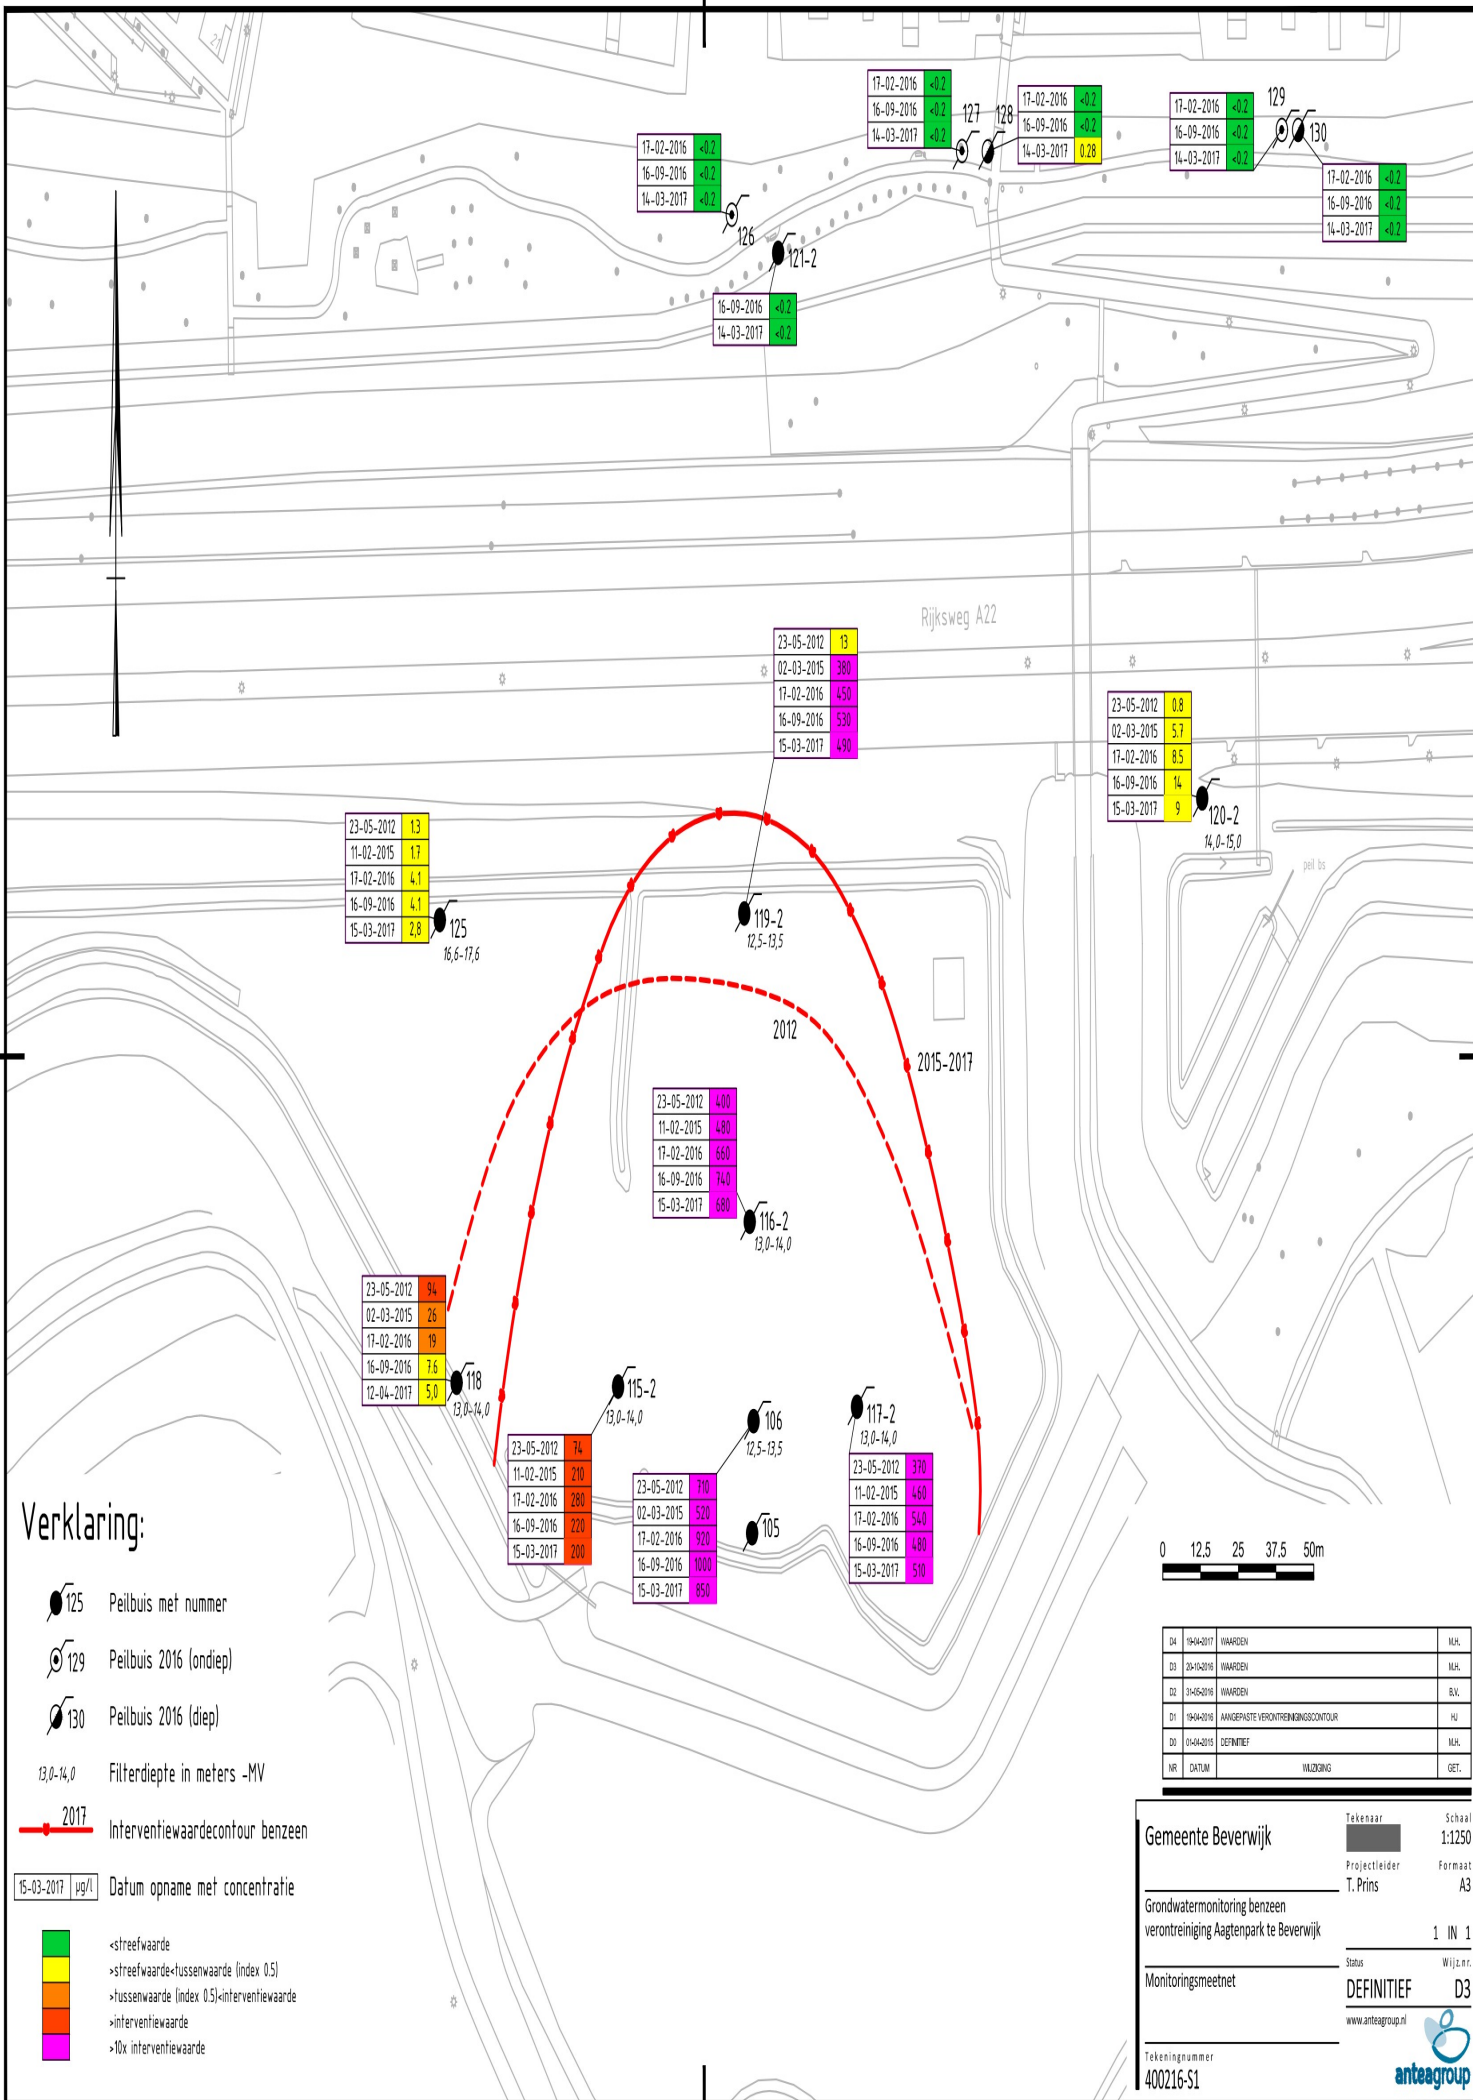 21
17-02-2016 <0.2
16-09-2016 <0.2
14-03-2017 <0.2
127
128
17-02-2016 <0.2
16-09-2016 <0.2
14-03-2017 0.28
17-02-2016 <0.2
16-09-2016 <0.2
14-03-2017 <0.2
129
130
17-02-2016 <0.2
16-09-2016 <0.2
14-03-2017 <0.2
17-02-2016 <0.2
16-09-2016 <0.2
14-03-2017 <0.2
126
121-2
16-09-2016 <0.2
14-03-2017 <0.2
Rijksweg A22
23-05-2012 13
02-03-2015 380
17-02-2016 450
16-09-2016 530
15-03-2017 490
23-05-2012 0.8
02-03-2015 5.7
17-02-2016 8.5
16-09-2016 14
15-03-2017 9
120-2
14,0-15,0
peil bs
23-05-2012 1.3
11-02-2015 1.7
17-02-2016 4.1
16-09-2016 4.1
15-03-2017 2,8
125
16,6-17,6
119-2
12,5-13,5
2012
2015-2017
23-05-2012 400
11-02-2015 480
17-02-2016 660
16-09-2016 740
15-03-2017 680
116-2
13,0-14,0
23-05-2012 94
02-03-2015 26
17-02-2016 19
16-09-2016 7.6
12-04-2017 5,0
118
13,0-14,0
115-2
13,0-14,0
106
12,5-13,5
117-2
13,0-14,0
23-05-2012 74
11-02-2015 210
17-02-2016 280
16-09-2016 220
15-03-2017 200
23-05-2012 710
02-03-2015 520
17-02-2016 920
16-09-2016 1000
15-03-2017 850
105
23-05-2012 370
11-02-2015 460
17-02-2016 540
16-09-2016 480
15-03-2017 510
Verklaring:
125 Peilbuis met nummer
129 Peilbuis 2016 (ondiep)
130 Peilbuis 2016 (diep)
13,0-14,0 Filterdiepte in meters -MV
2017 Interventiewaardecontour benzeen
15-03-2017 µg/l Datum opname met concentratie
<streefwaarde
>streefwaarde<tussenwaarde (index 0.5)
>tussenwaarde (index 0.5)<interventiewaarde
>interventiewaarde
>10x interventiewaarde
0 12,5 25 37,5 50m
D4 19-04-2017 WAARDEN M.H.
D3 20-10-2016 WAARDEN M.H.
D2 31-05-2016 WAARDEN B.V.
D1 19-04-2016 AANGEPASTE VERONTREINIGINGSCONTOUR HJ
D0 01-04-2015 DEFINITIEF M.H.
NR DATUM WIJZIGING GET.
Gemeente Beverwijk
Tekenaar Schaal
1:1250
Projectleider Formaat
T. Prins A3
Grondwatermonitoring benzeen
verontreiniging Aagtenpark te Beverwijk
1 IN 1
Status Wijz.nr.
Monitoringsmeetnet
DEFINITIEF D3
www.anteagroup.nl
Tekeningnummer
400216-S1
anteagroup